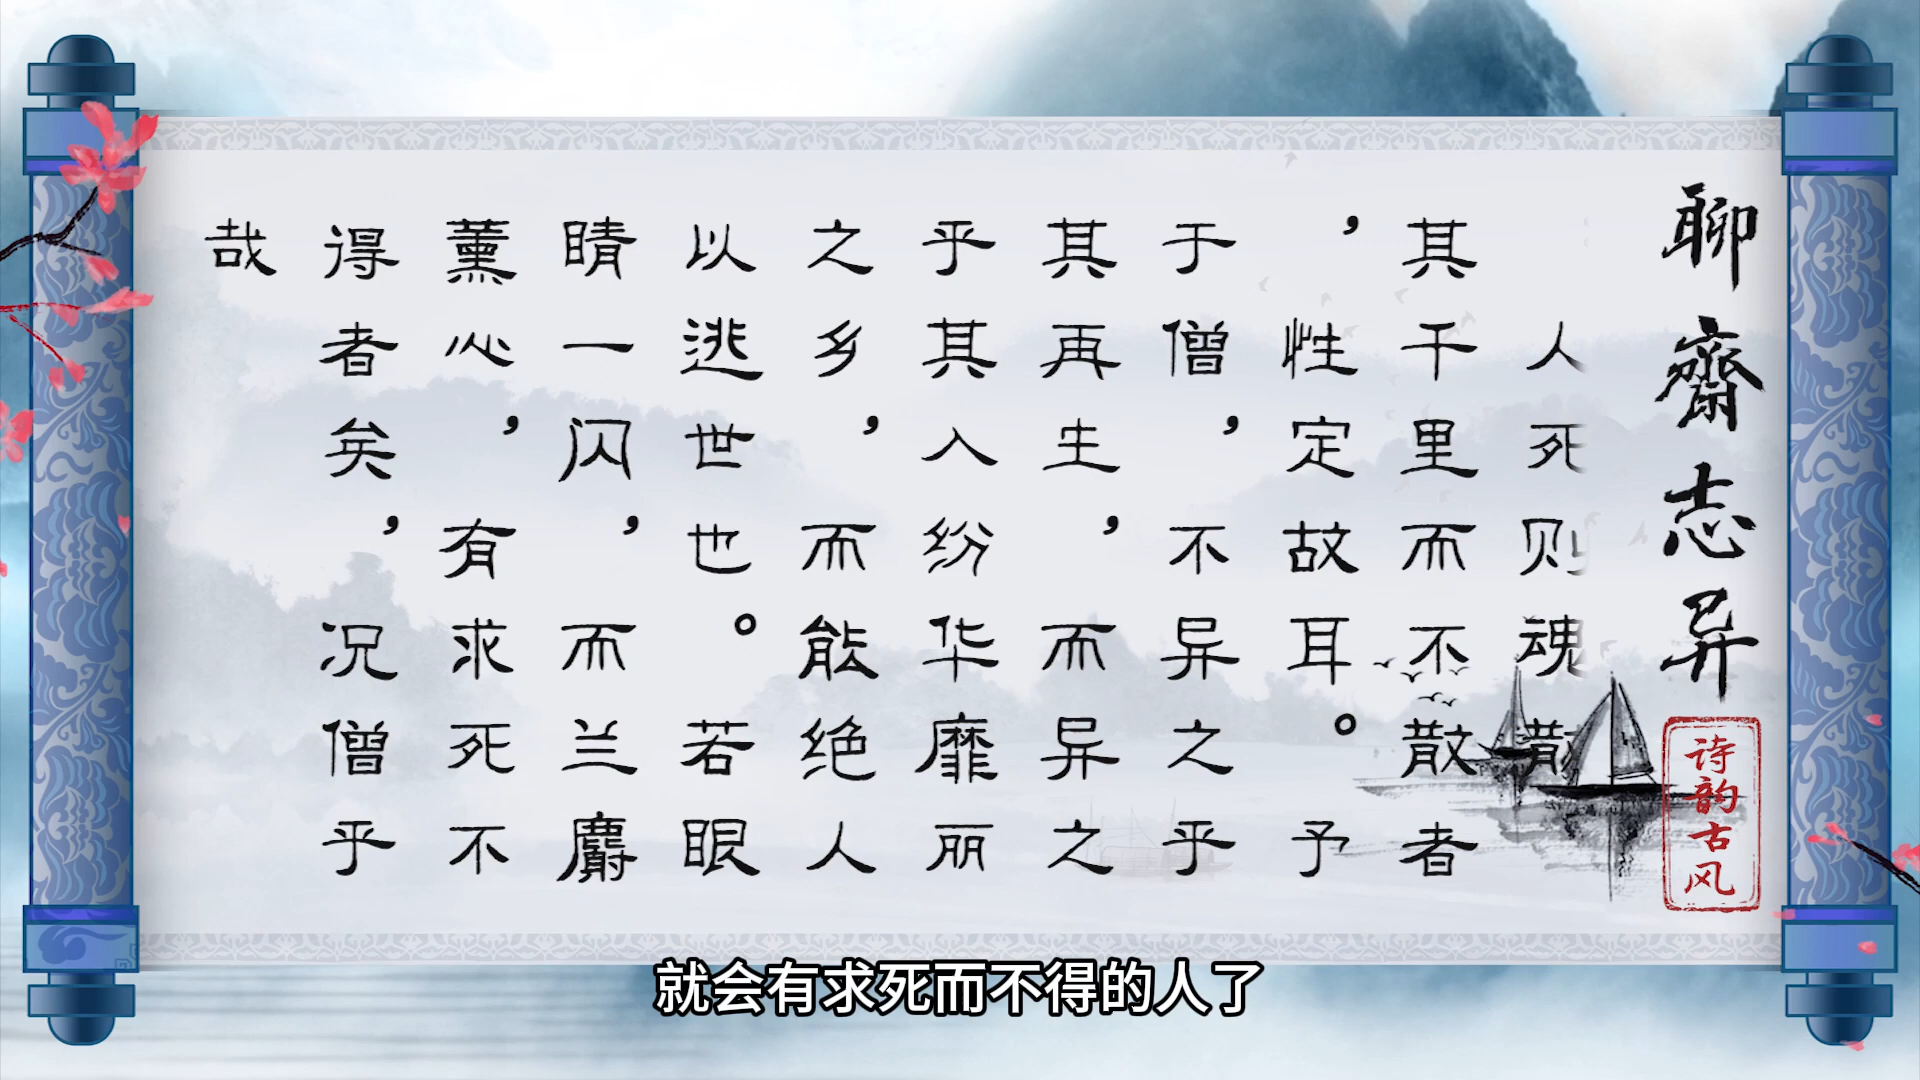 聊齋志异
诗韵古风
人死则魂散
其千里而不散者
，性定故耳。予
于僧，不异之乎
其再生，而异之
乎其入纷华靡丽
之乡，而能绝人
以逃世也。若眼
睛一闪，而兰麝
薰心，有求死不
得者矣，况僧乎
哉
就会有求死而不得的人了